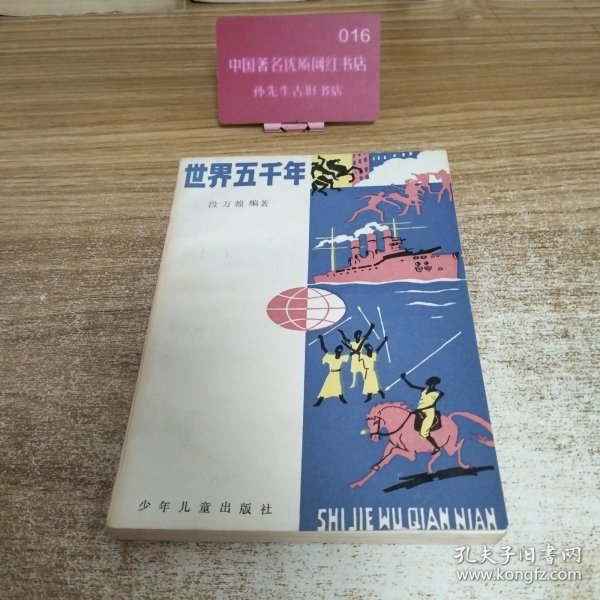 016
中国著名优质网红书店
孙先生古旧书店
世界五千年
段万翰 编著
少年儿童出版社
SHI JIE WU QIAN NIAN
孔夫子旧书网
www.kongfz.com